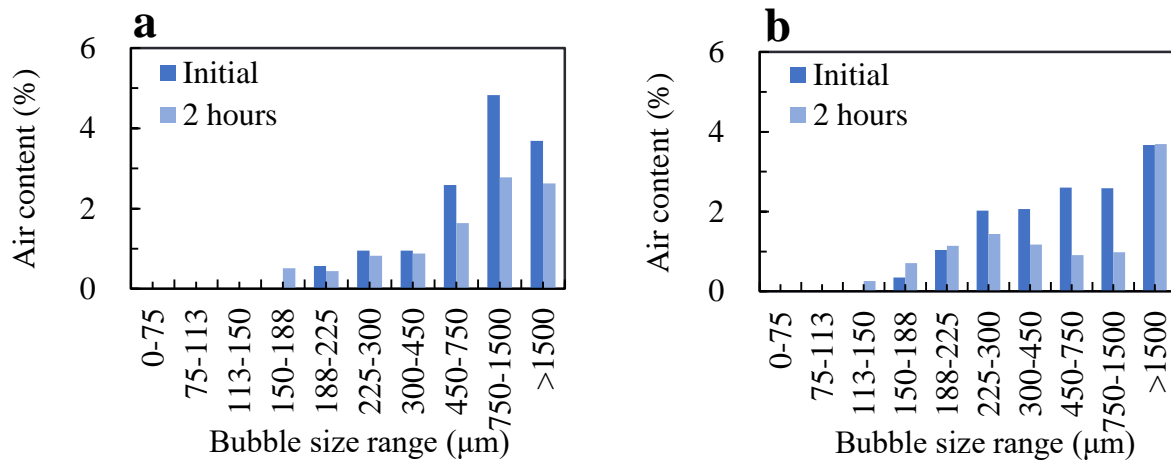 a
Air content (%)
6
4
2
0
Initial
2 hours
0-75
75-113
113-150
150-188
188-225
225-300
300-450
450-750
750-1500
>1500
Bubble size range (μm)
b
Air content (%)
6
4
2
0
Initial
2 hours
0-75
75-113
113-150
150-188
188-225
225-300
300-450
450-750
750-1500
>1500
Bubble size range (μm)